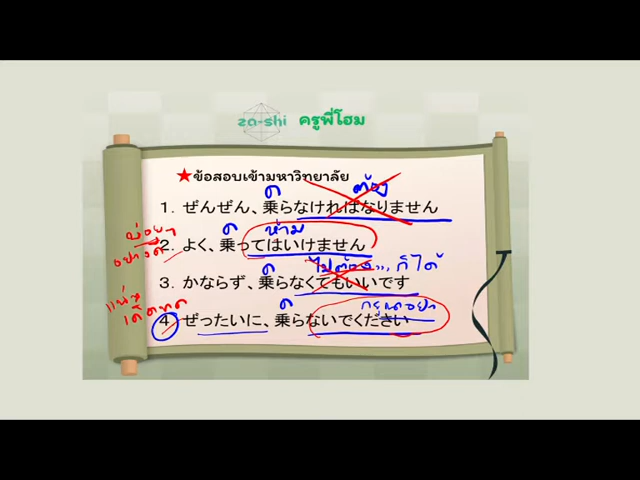 za-shi ครูพี่โฮม
★ข้อสอบเข้ามหาวิทยาลัย
ต้อง
1. ぜんぜん、乗らなければなりません
ห้าม
2. よく、乗ってはいけません
ไม่ต้อง... ก็ได้
3. かならず、乗らなくてもいいです
กรุณาอย่า
4. ぜったいに、乗らないでください